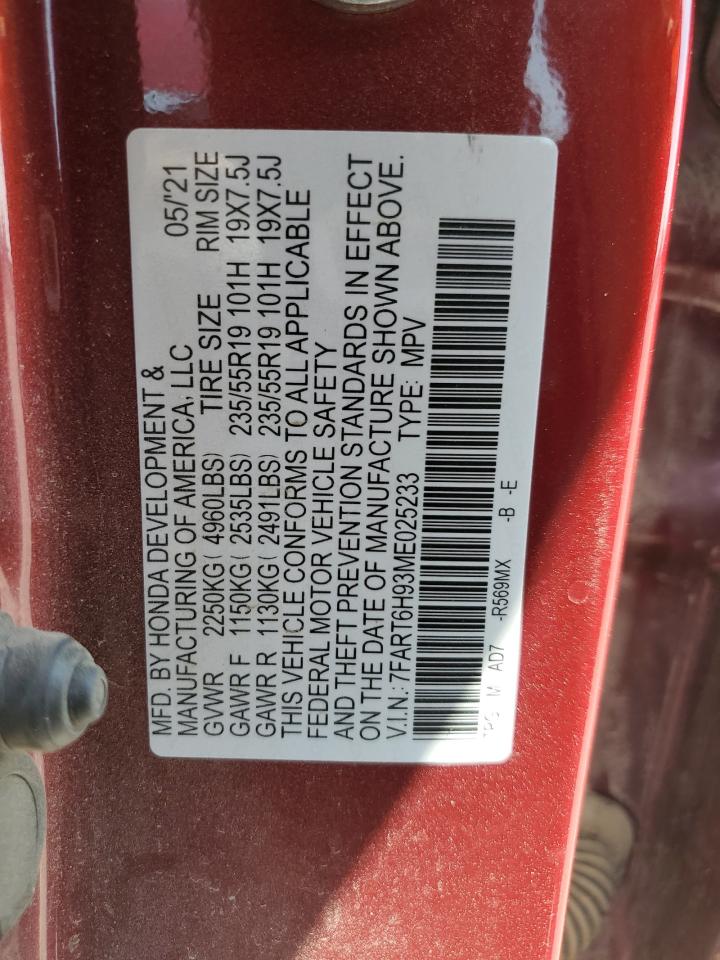 MFD. BY HONDA DEVELOPMENT &
MANUFACTURING OF AMERICA, LLC 05/'21
GVWR 2250KG( 4960LBS) TIRE SIZE RIM SIZE
GAWR F 1150KG( 2535LBS) 235/55R19 101H 19X7.5J
GAWR R 1130KG( 2491LBS) 235/55R19 101H 19X7.5J
THIS VEHICLE CONFORMS TO ALL APPLICABLE
FEDERAL MOTOR VEHICLE SAFETY
AND THEFT PREVENTION STANDARDS IN EFFECT
ON THE DATE OF MANUFACTURE SHOWN ABOVE.
V.I.N.: 7FART6H93ME025233 TYPE: MPV
AD7 -R569MX -B -E